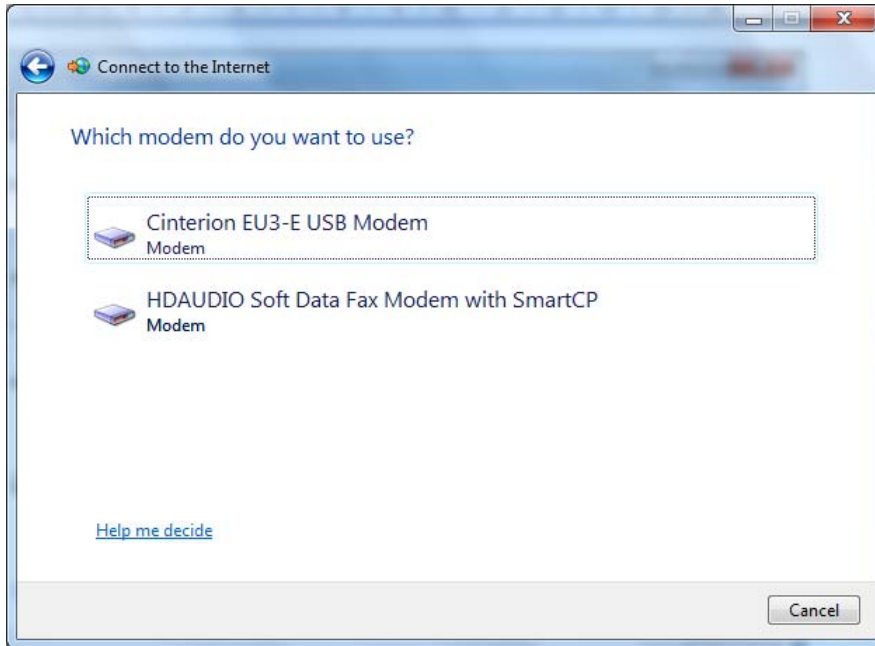 Connect to the Internet
Which modem do you want to use?
Cinterion EU3-E USB Modem
Modem
HDAUDIO Soft Data Fax Modem with SmartCP
Modem
Help me decide
Cancel